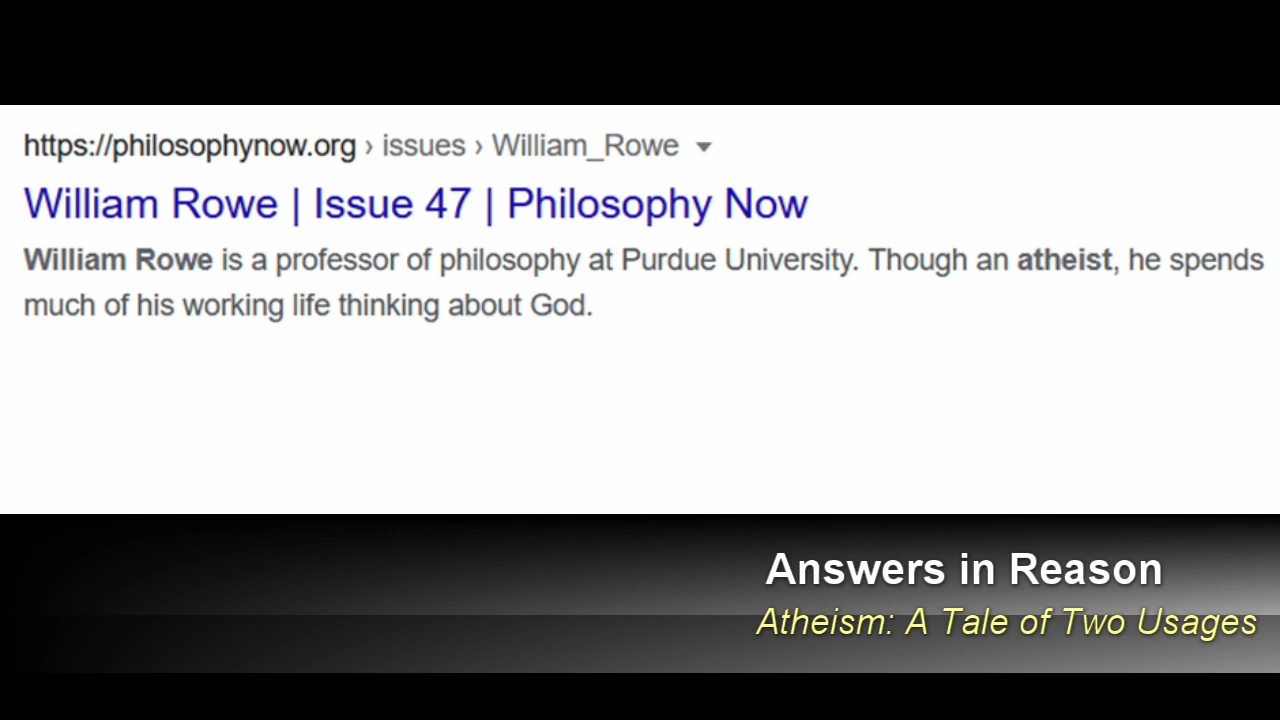 https://philosophynow.org › issues › William_Rowe
William Rowe | Issue 47 | Philosophy Now
William Rowe is a professor of philosophy at Purdue University. Though an atheist, he spends
much of his working life thinking about God.
Answers in Reason
Atheism: A Tale of Two Usages